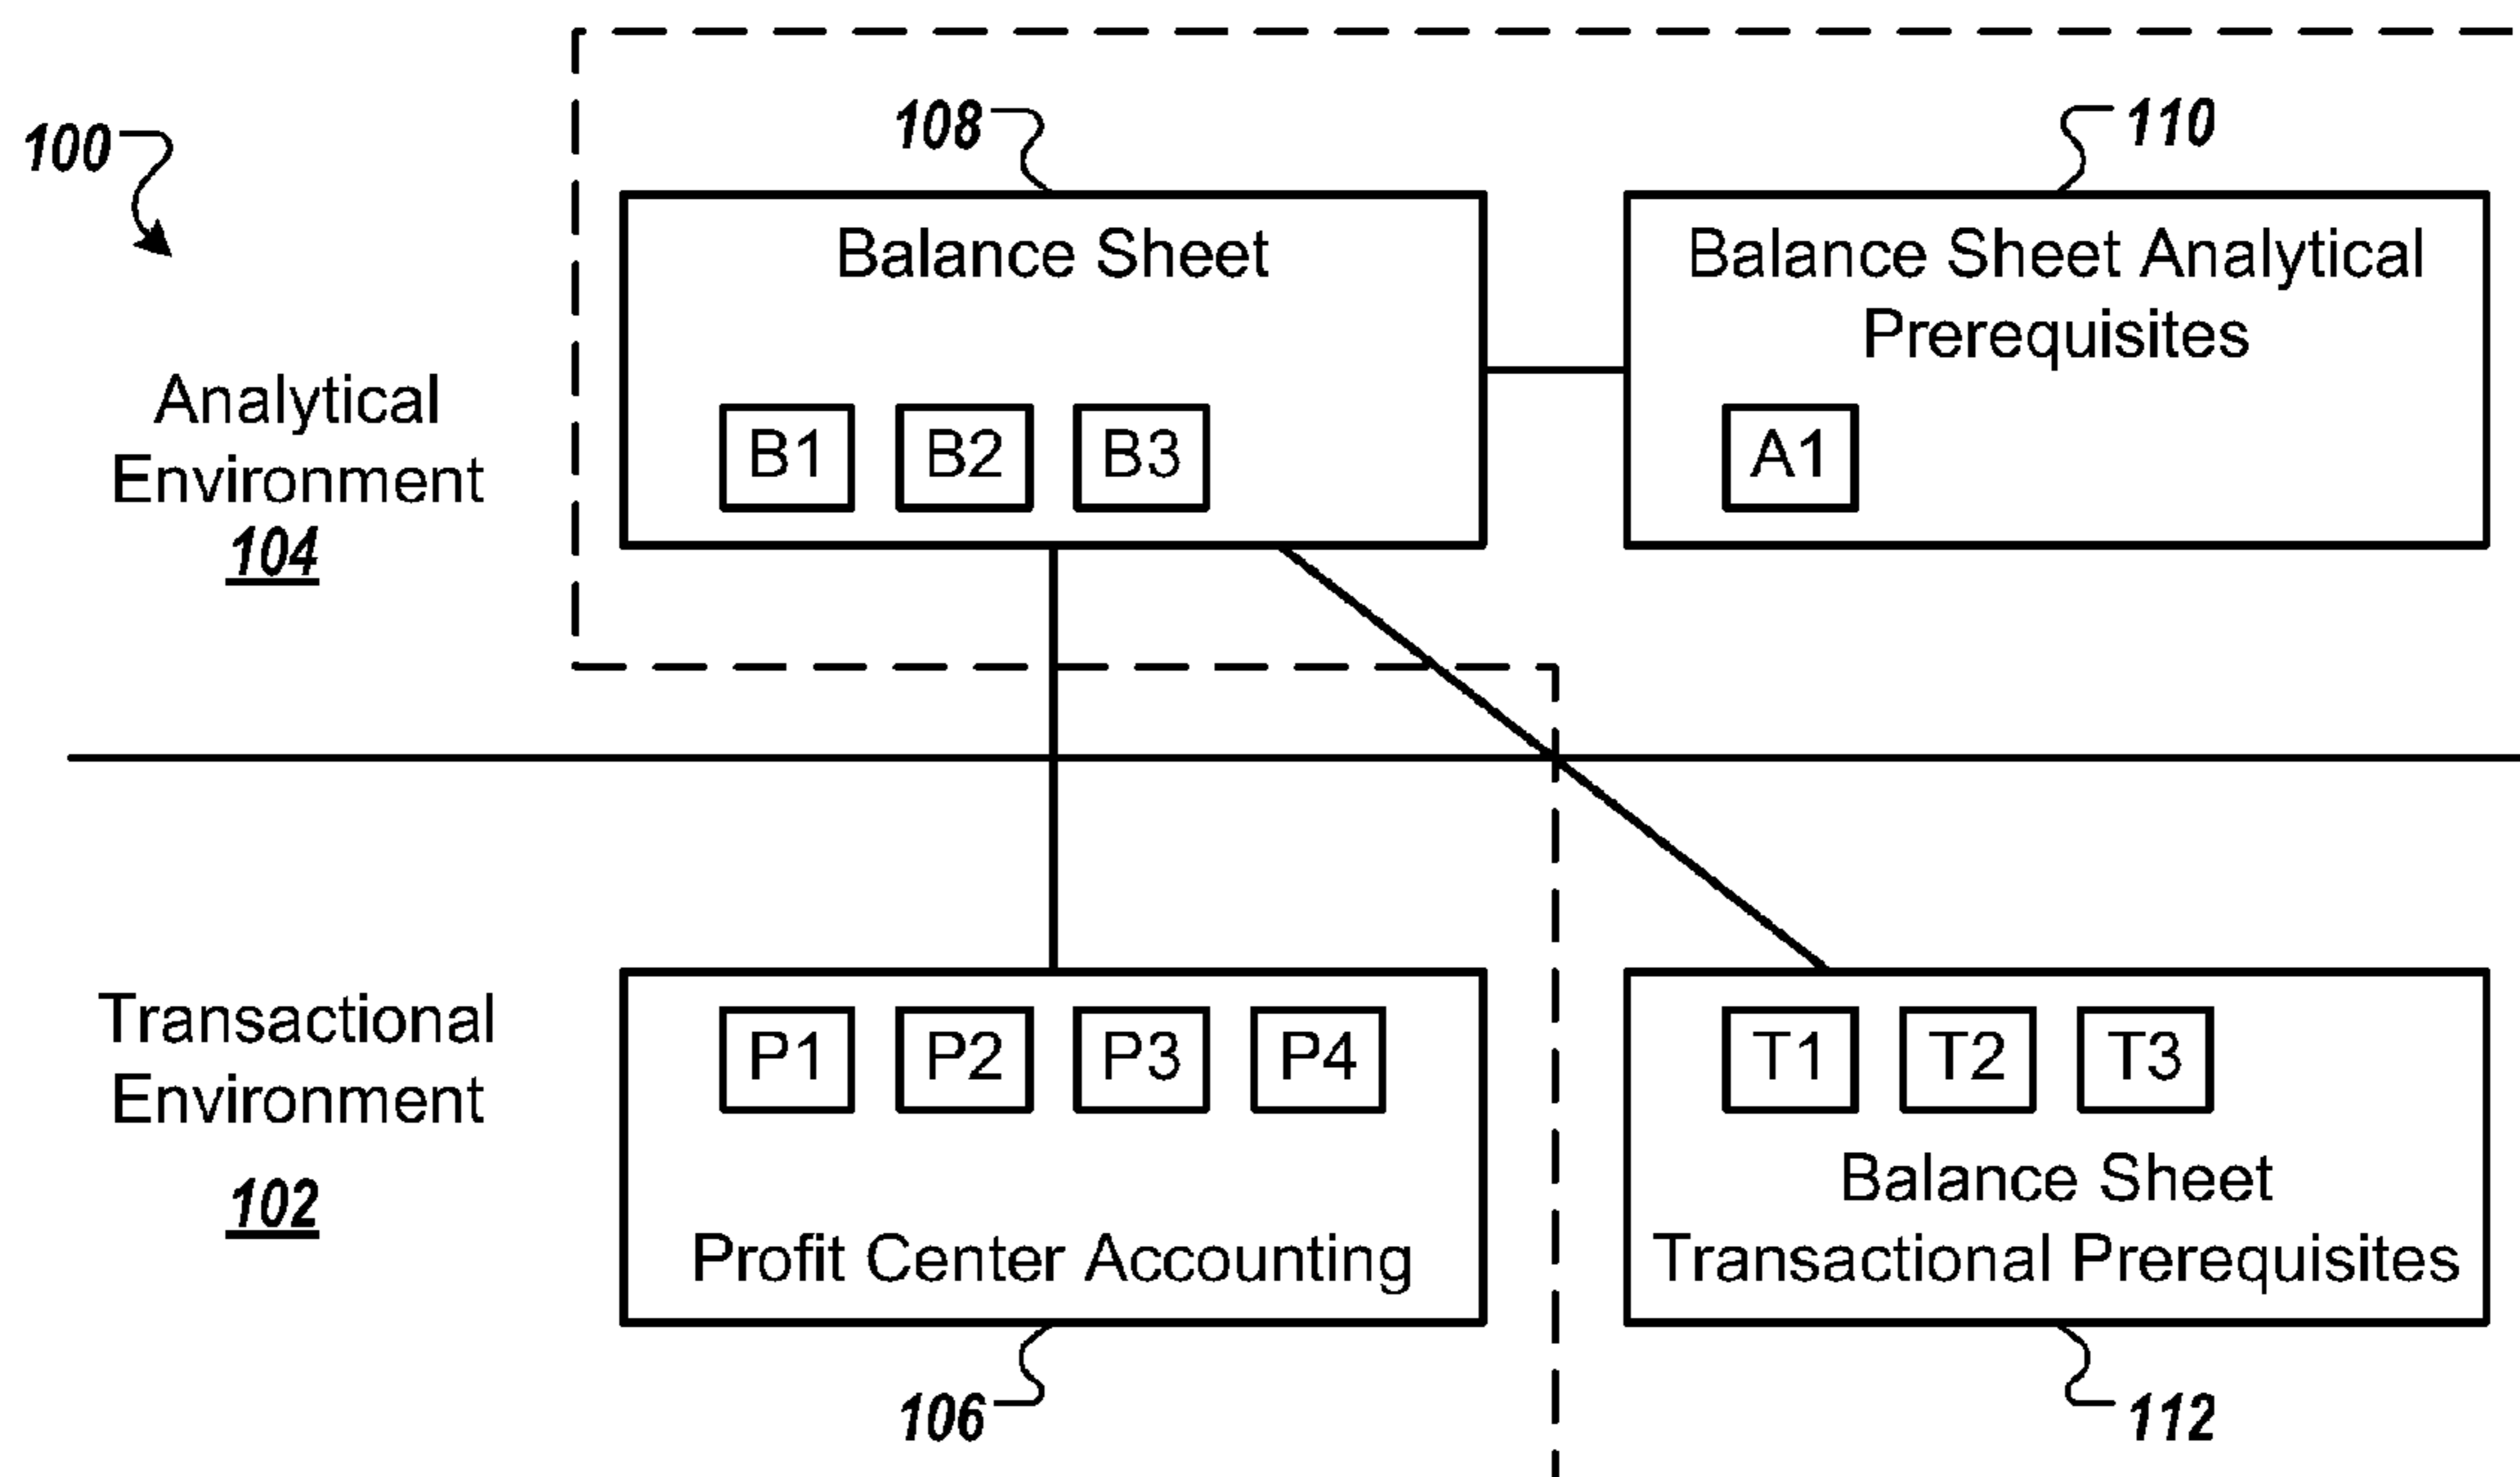 100
108
110
Balance Sheet
Balance Sheet Analytical
Prerequisites
Analytical
Environment
104
B1 B2 B3
A1
Transactional
Environment
102
P1 P2 P3 P4
Profit Center Accounting
T1 T2 T3
Balance Sheet
Transactional Prerequisites
106
112